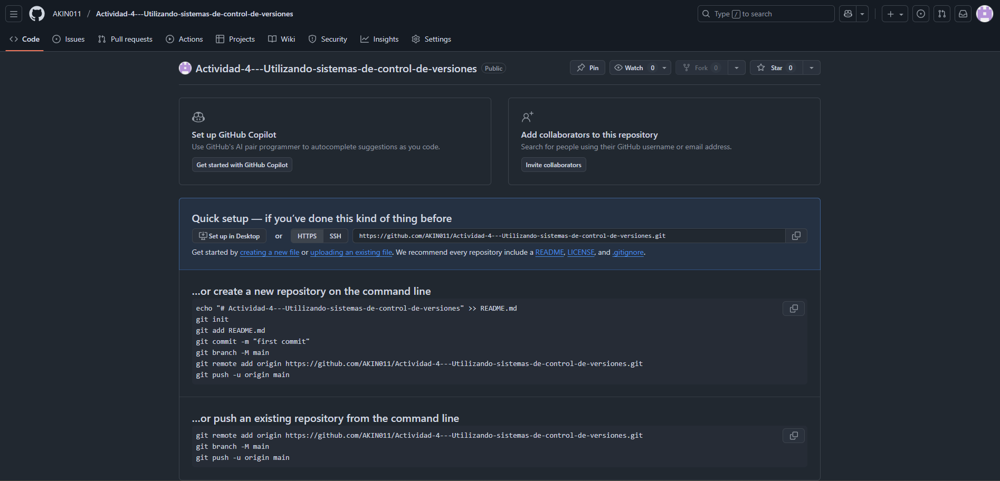 AKIN011 / Actividad-4---Utilizando-sistemas-de-control-de-versiones
Type / to search
Code Issues Pull requests Actions Projects Wiki Security Insights Settings
Actividad-4---Utilizando-sistemas-de-control-de-versiones Public
Pin Watch 0 Fork 0 Star 0
Set up GitHub Copilot
Use GitHub's AI pair programmer to autocomplete suggestions as you code.
Get started with GitHub Copilot
Add collaborators to this repository
Search for people using their GitHub username or email address.
Invite collaborators
Quick setup — if you’ve done this kind of thing before
Set up in Desktop or HTTPS SSH https://github.com/AKIN011/Actividad-4---Utilizando-sistemas-de-control-de-versiones.git
Get started by creating a new file or uploading an existing file. We recommend every repository include a README, LICENSE, and .gitignore.
…or create a new repository on the command line
echo "# Actividad-4---Utilizando-sistemas-de-control-de-versiones" >> README.md
git init
git add README.md
git commit -m "first commit"
git branch -M main
git remote add origin https://github.com/AKIN011/Actividad-4---Utilizando-sistemas-de-control-de-versiones.git
git push -u origin main
…or push an existing repository from the command line
git remote add origin https://github.com/AKIN011/Actividad-4---Utilizando-sistemas-de-control-de-versiones.git
git branch -M main
git push -u origin main